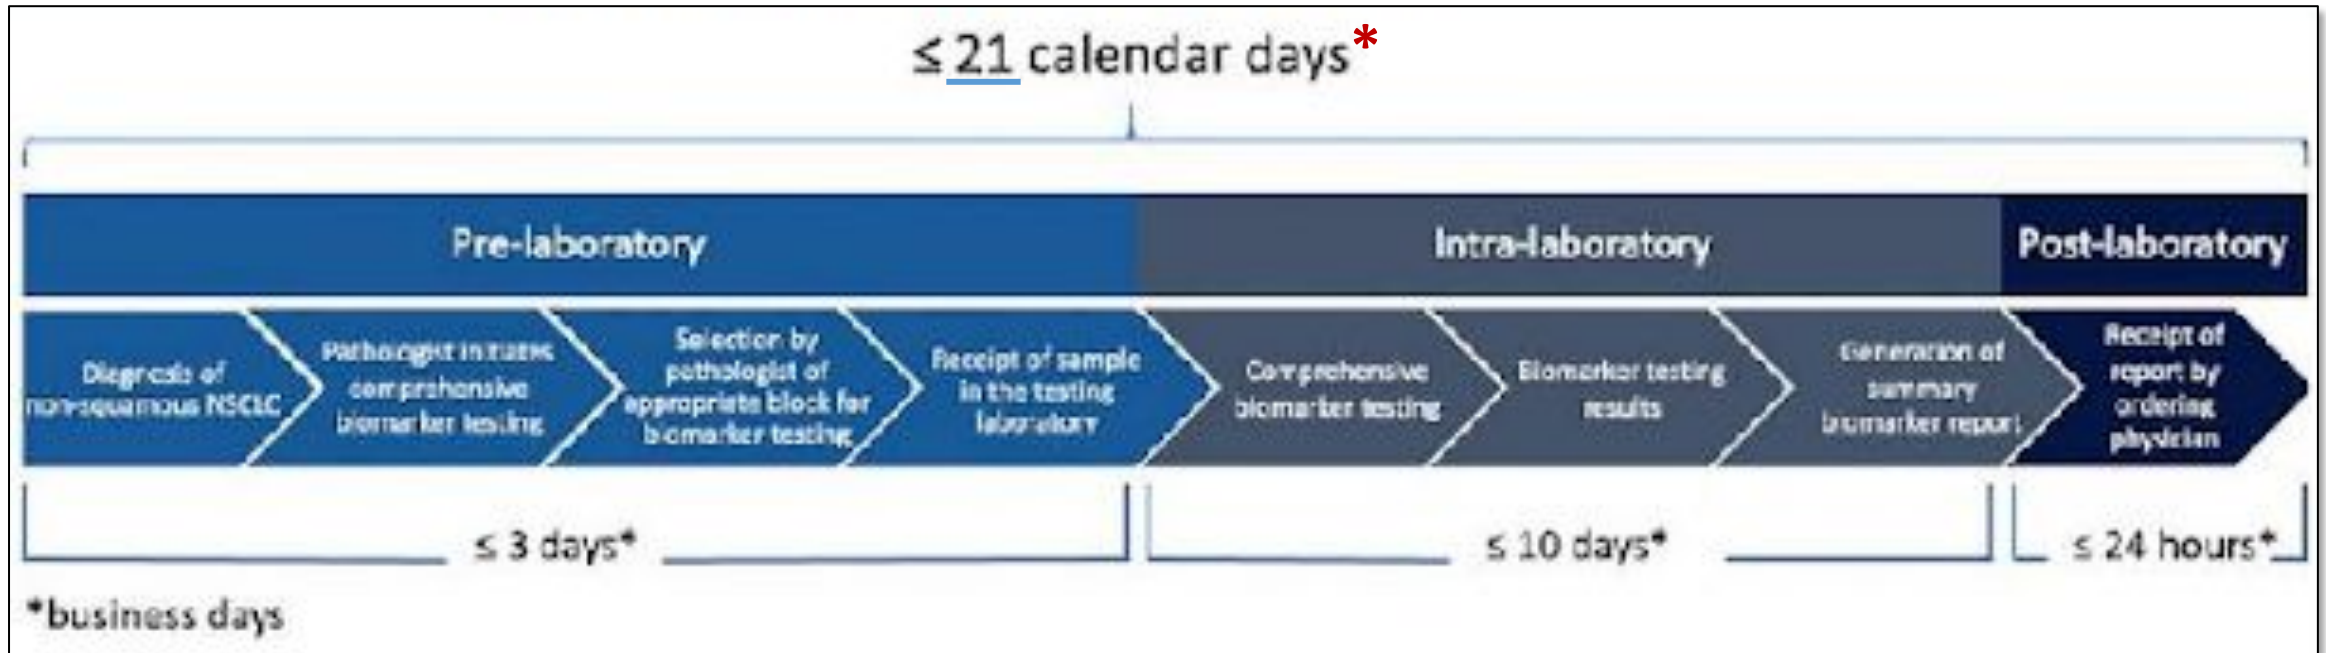 ≤ 21 calendar days*
Pre-laboratory
Intra-laboratory
Post-laboratory
Diagnosis of
non-squamous NSCLC
Pathologist initiates
comprehensive
biomarker testing
Selection by
pathologist of
appropriate block for
biomarker testing
Receipt of sample
in the testing
laboratory
Comprehensive
biomarker testing
Biomarker testing
results
Generation of
summary
biomarker report
Receipt of
report by
ordering
physician
≤ 3 days*
≤ 10 days*
≤ 24 hours*
*business days